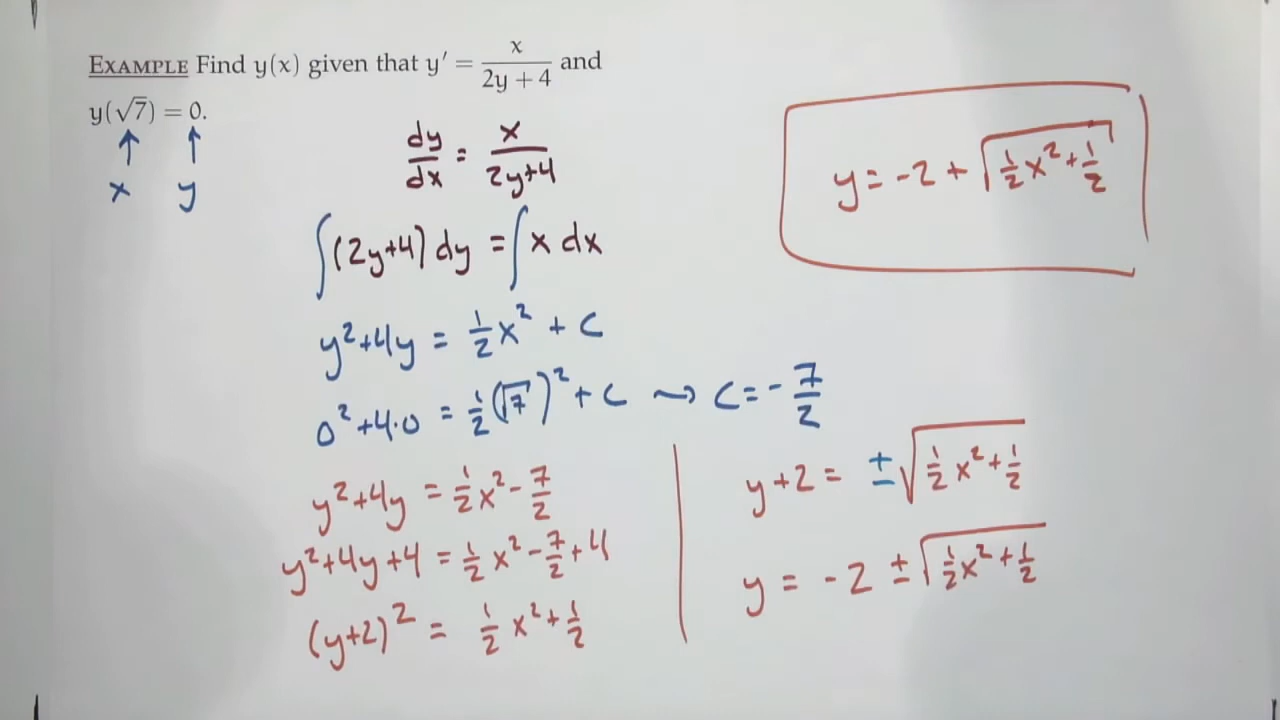 EXAMPLE Find y(x) given that y′ = x/(2y + 4) and
y(√7) = 0.
↑ ↑
x y
dy/dx = x/(2y+4)
∫(2y+4) dy = ∫x dx
y²+4y = ½x² + C
0²+4·0 = ½(√7)² + C ⇝ C = -7/2
y²+4y = ½x² - 7/2
y²+4y+4 = ½x² - 7/2 + 4
(y+2)² = ½x² + ½
y+2 = ±√(½x² + ½)
y = -2 ± √(½x² + ½)
y = -2 + √(½x² + ½)